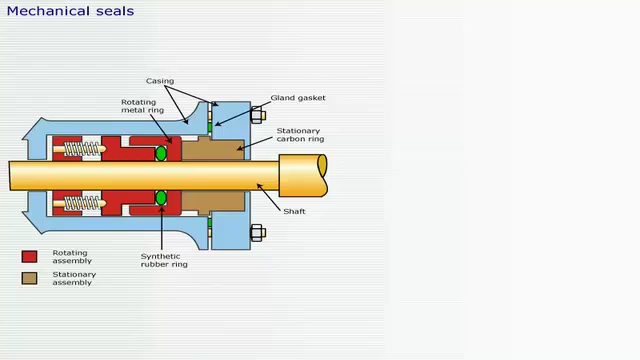 Mechanical seals
Casing
Rotating
metal ring
Gland gasket
Stationary
carbon ring
Shaft
Synthetic
rubber ring
Rotating
assembly
Stationary
assembly